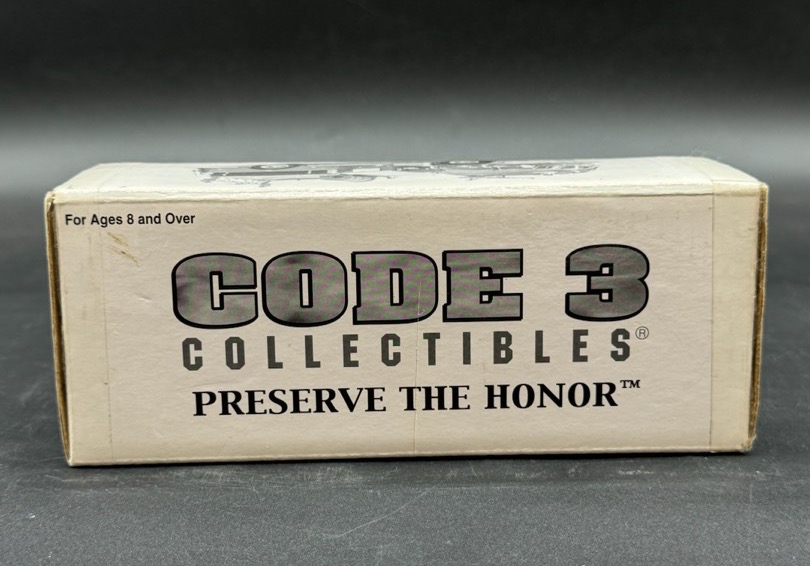 For Ages 8 and Over
CODE 3
COLLECTIBLES®
PRESERVE THE HONOR™